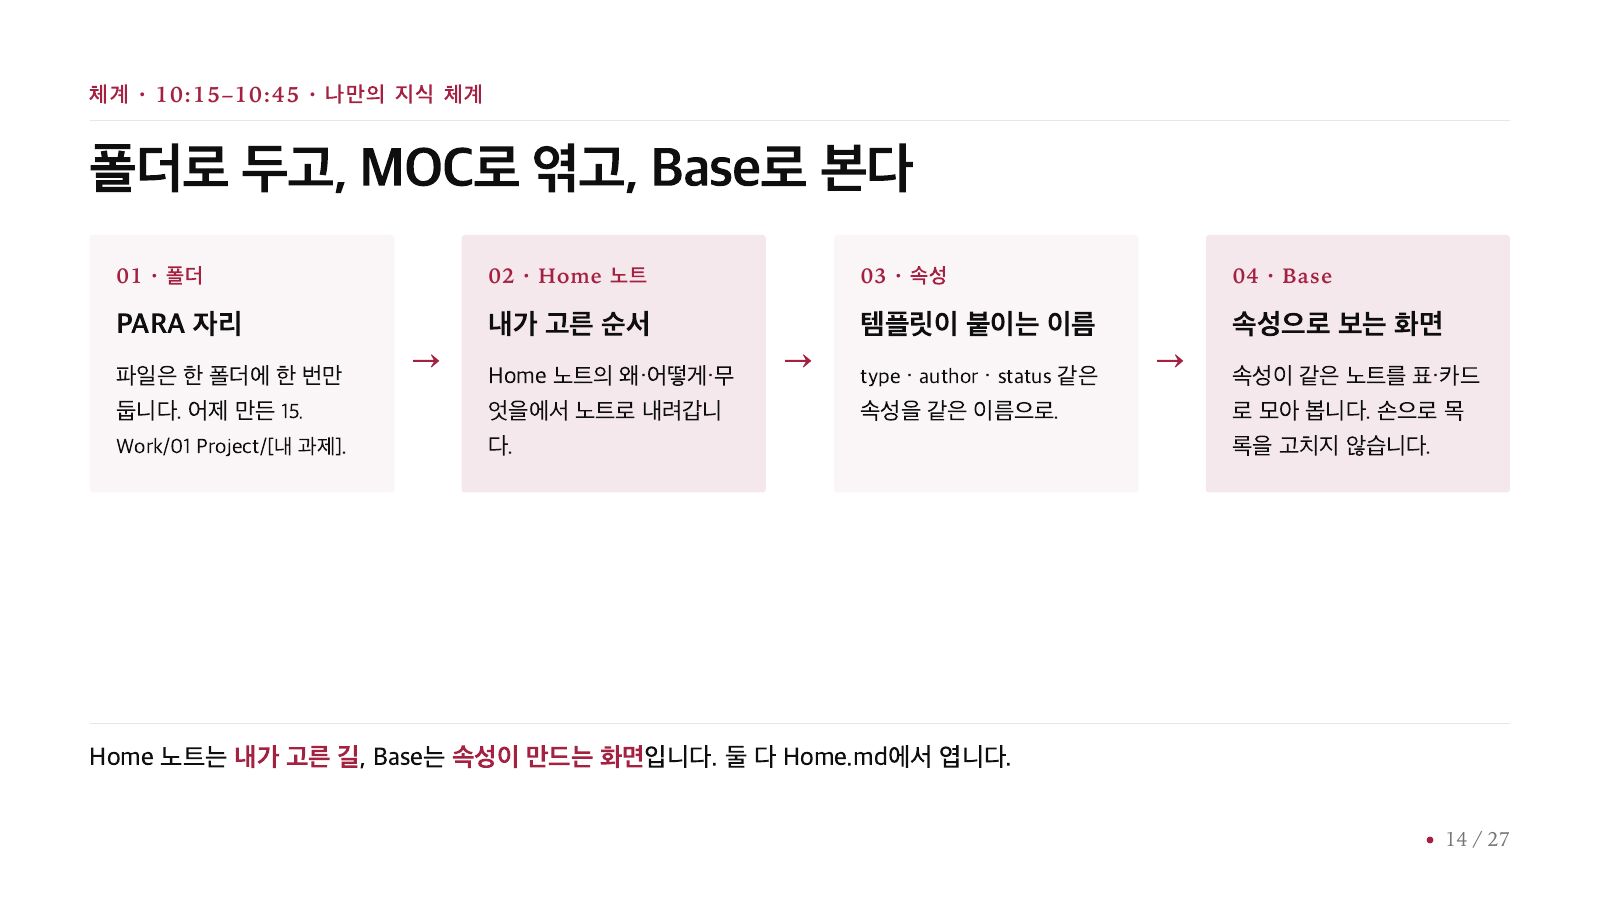 체계 · 10:15–10:45 · 나만의 지식 체계
폴더로 두고, MOC로 엮고, Base로 본다
01 · 폴더
PARA 자리
파일은 한 폴더에 한 번만
둡니다. 어제 만든 15.
Work/01 Project/[내 과제].
→
02 · Home 노트
내가 고른 순서
Home 노트의 왜·어떻게·무
엇을에서 노트로 내려갑니
다.
→
03 · 속성
템플릿이 붙이는 이름
type · author · status 같은
속성을 같은 이름으로.
→
04 · Base
속성으로 보는 화면
속성이 같은 노트를 표·카드
로 모아 봅니다. 손으로 목
록을 고치지 않습니다.
Home 노트는 내가 고른 길, Base는 속성이 만드는 화면입니다. 둘 다 Home.md에서 엽니다.
• 14 / 27